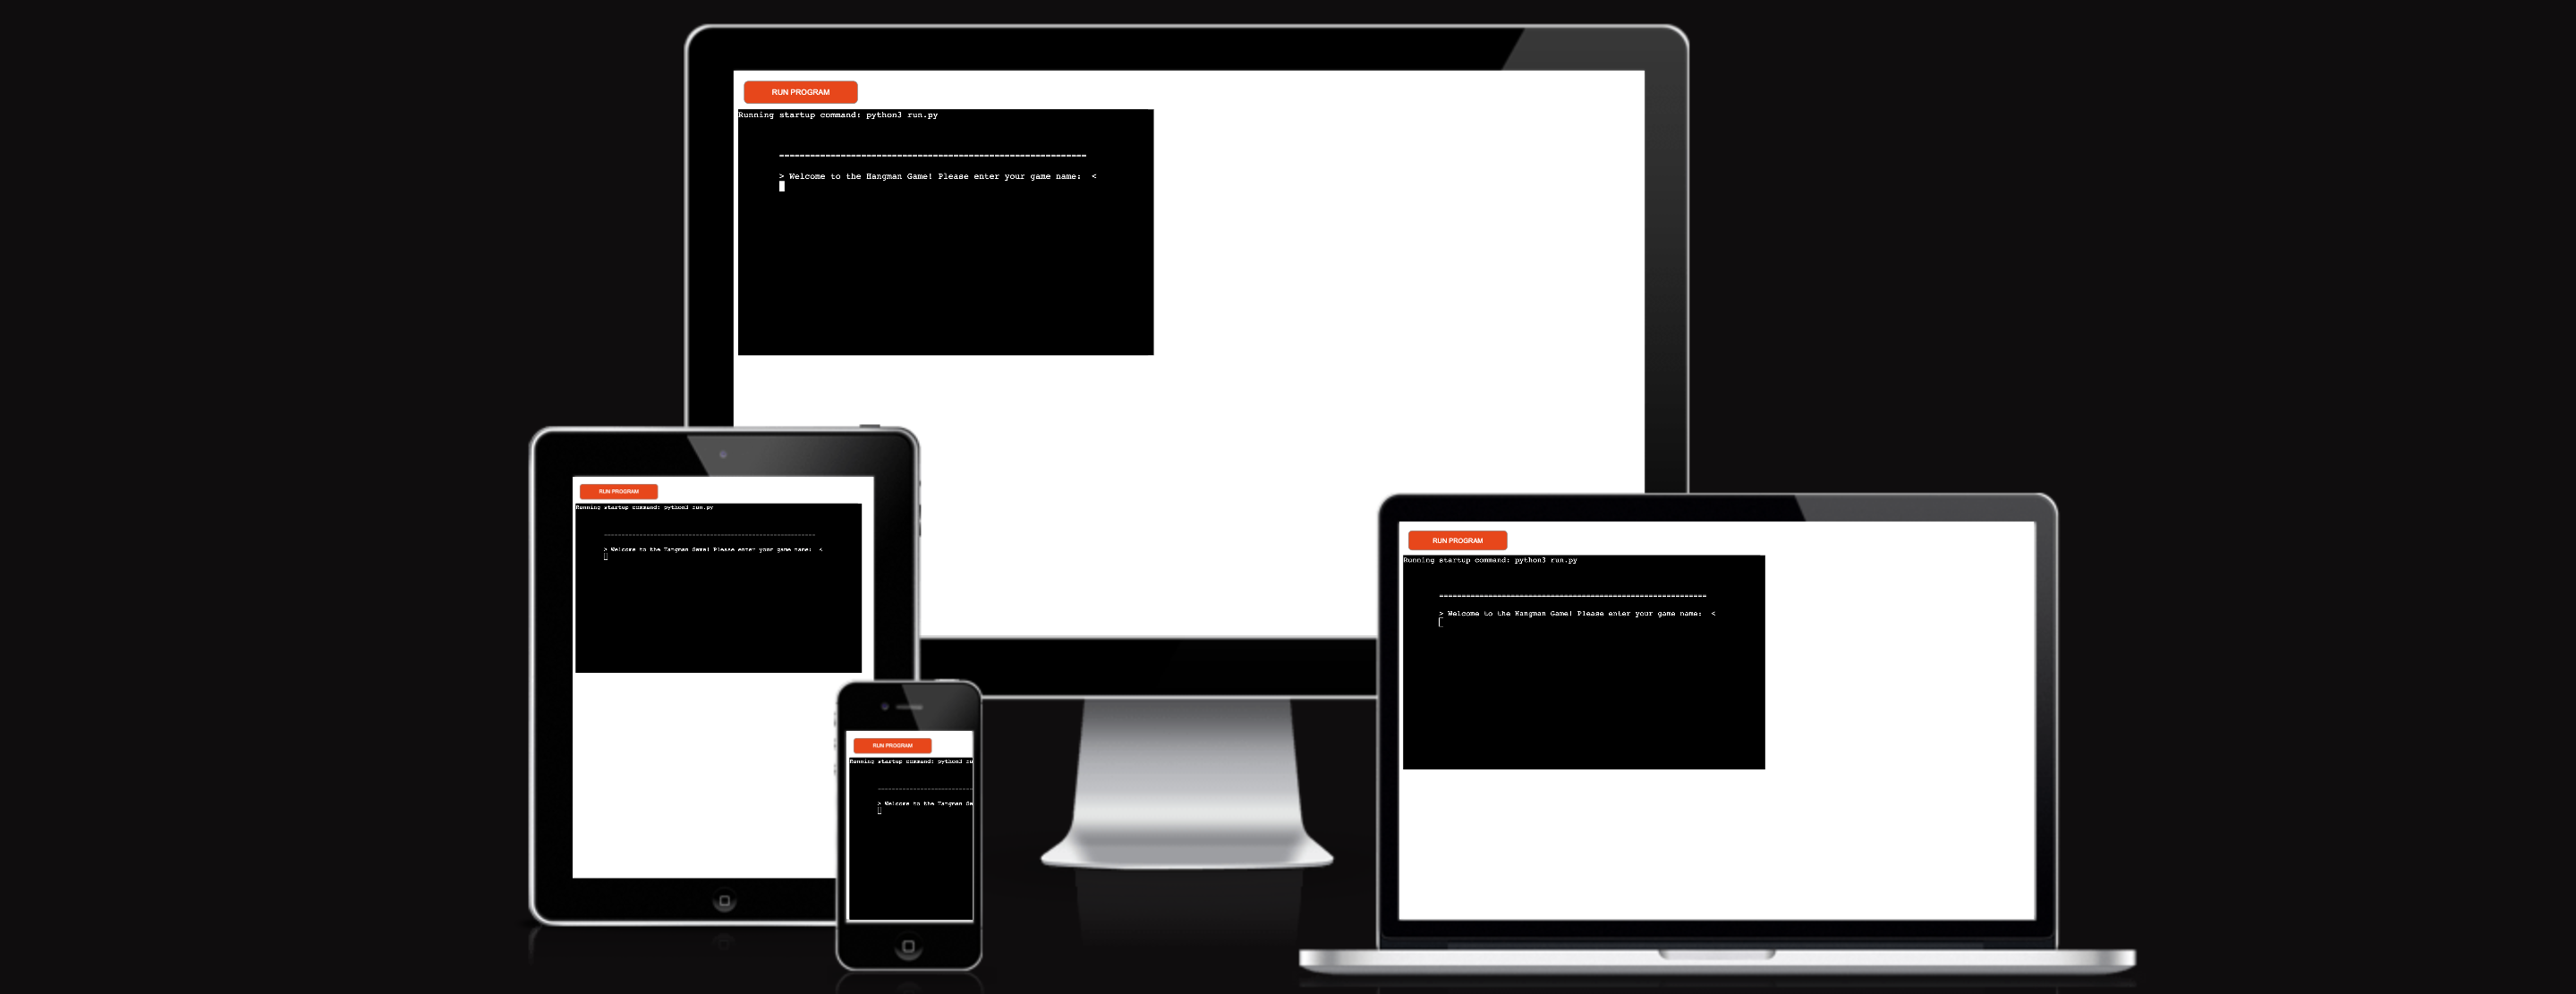 RUN PROGRAM
Running startup command: python3 run.py
============================================================
> Welcome to the Hangman Game! Please enter your game name:  <
RUN PROGRAM
Running startup command: python3 run.py
------------------------------------------------------------
> Welcome to the Hangman Game! Please enter your game name:  <
RUN PROGRAM
Running startup command: python3 run.py
============================================================
> Welcome to the Hangman Game! Please enter your game name:  <
RUN PROGRAM
Running startup command: python3 ru
---------------------------
> Welcome to the Hangman Ga